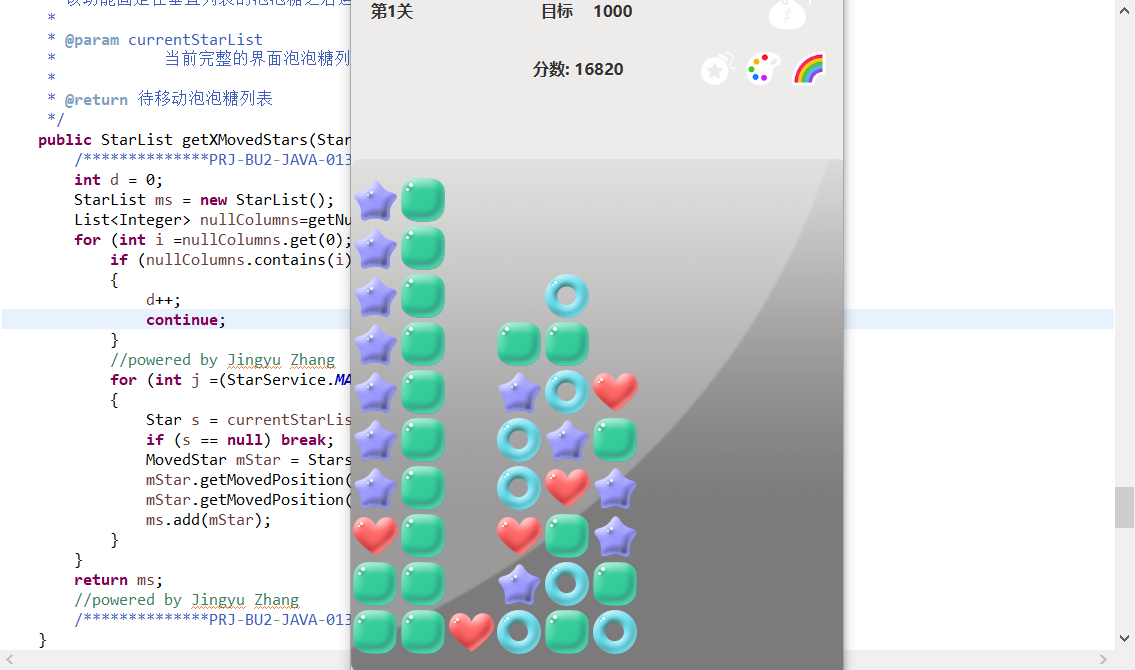 *
* @param currentStarList
* 当前完整的界面泡泡糖列
*
* @return 待移动泡泡糖列表
*/
public StarList getXMovedStars(Star
/**************PRJ-BU2-JAVA-013
int d = 0;
StarList ms = new StarList();
List<Integer> nullColumns=getNu
for (int i =nullColumns.get(0);
if (nullColumns.contains(i)
{
d++;
continue;
}
//powered by Jingyu Zhang
for (int j =(StarService.MA
{
Star s = currentStarLis
if (s == null) break;
MovedStar mStar = Stars
mStar.getMovedPosition(
mStar.getMovedPosition(
ms.add(mStar);
}
}
return ms;
//powered by Jingyu Zhang
/**************PRJ-BU2-JAVA-013
}
第1关 目标 1000
分数: 16820